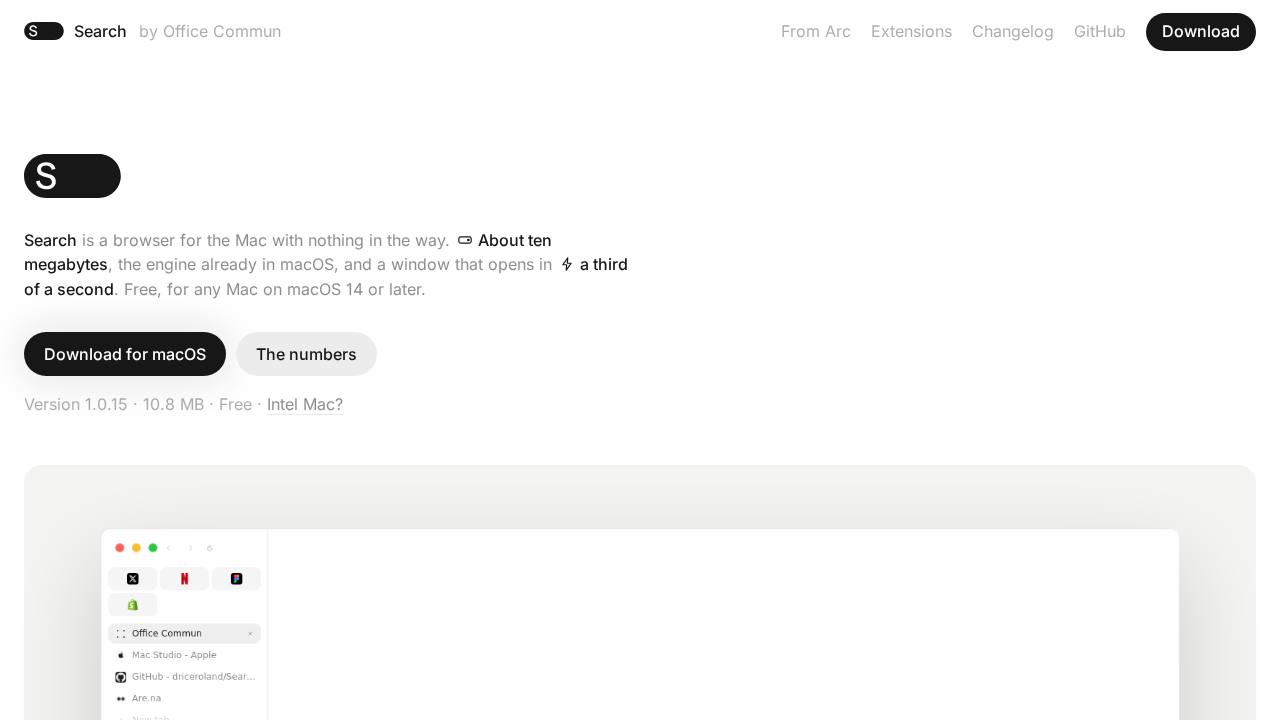 S Search by Office Commun From Arc Extensions Changelog GitHub Download
S
Search is a browser for the Mac with nothing in the way. About ten
megabytes, the engine already in macOS, and a window that opens in a third
of a second. Free, for any Mac on macOS 14 or later.
Download for macOS The numbers
Version 1.0.15 · 10.8 MB · Free · Intel Mac?
Office Commun ×
Mac Studio - Apple
GitHub - driceroland/Sear...
Are.na
New tab